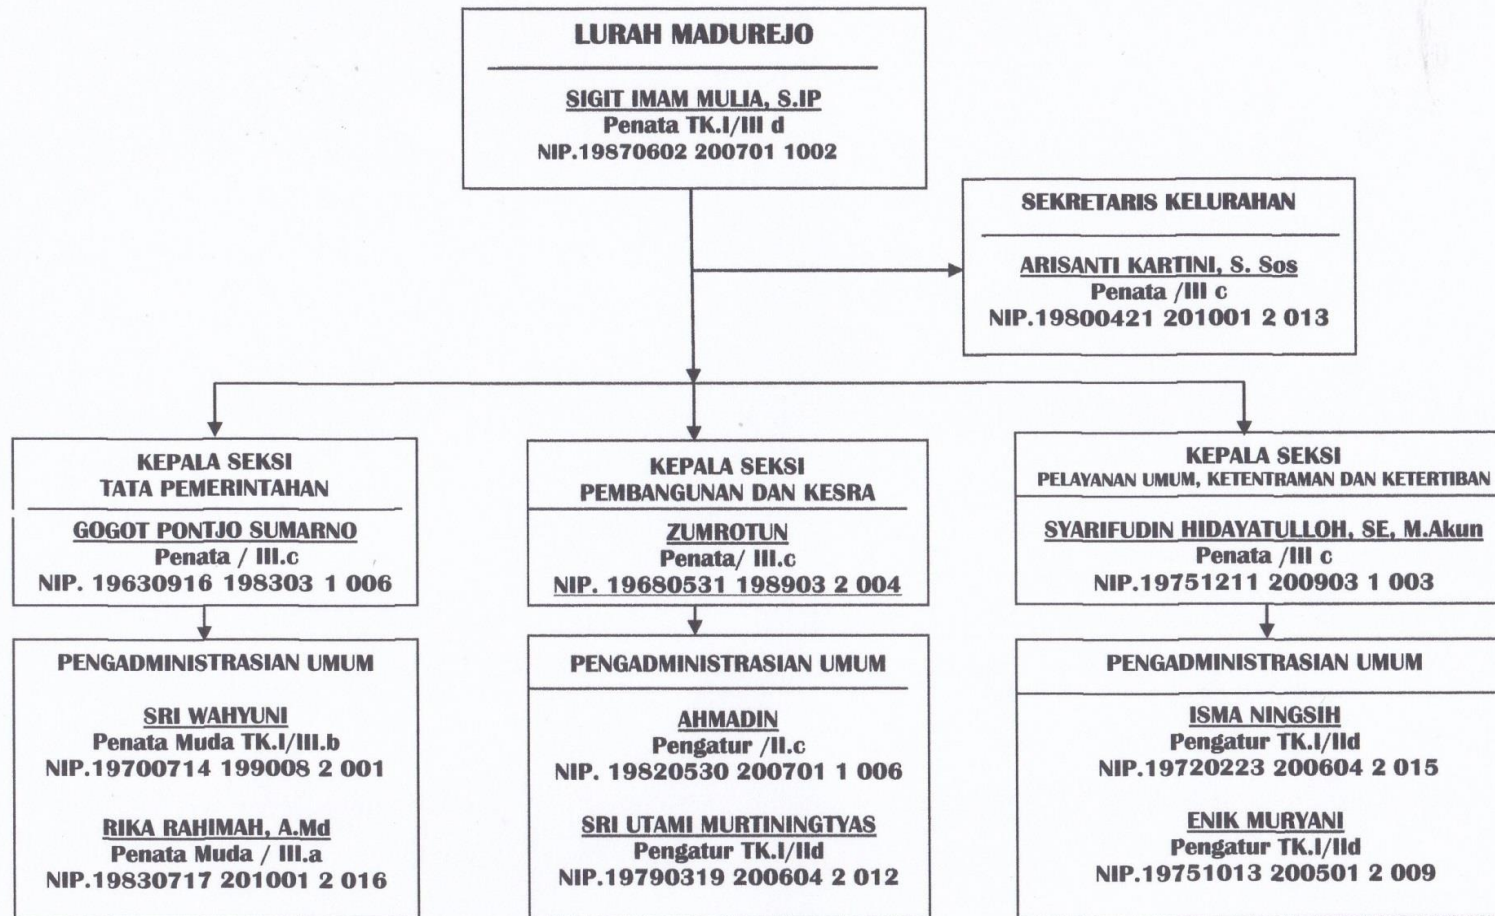 LURAH MADUREJO
SIGIT IMAM MULIA, S.IP
Penata TK.I/III d
NIP.19870602 200701 1002
SEKRETARIS KELURAHAN
ARISANTI KARTINI, S. Sos
Penata /III c
NIP.19800421 201001 2 013
KEPALA SEKSI
TATA PEMERINTAHAN
GOGOT PONTJO SUMARNO
Penata / III.c
NIP. 19630916 198303 1 006
KEPALA SEKSI
PEMBANGUNAN DAN KESRA
ZUMROTUN
Penata/ III.c
NIP. 19680531 198903 2 004
KEPALA SEKSI
PELAYANAN UMUM, KETENTRAMAN DAN KETERTIBAN
SYARIFUDIN HIDAYATULLOH, SE, M.Akun
Penata /III c
NIP.19751211 200903 1 003
PENGADMINISTRASIAN UMUM
SRI WAHYUNI
Penata Muda TK.I/III.b
NIP.19700714 199008 2 001
RIKA RAHIMAH, A.Md
Penata Muda / III.a
NIP.19830717 201001 2 016
PENGADMINISTRASIAN UMUM
AHMADIN
Pengatur /II.c
NIP. 19820530 200701 1 006
SRI UTAMI MURTININGTYAS
Pengatur TK.I/IId
NIP.19790319 200604 2 012
PENGADMINISTRASIAN UMUM
ISMA NINGSIH
Pengatur TK.I/IId
NIP.19720223 200604 2 015
ENIK MURYANI
Pengatur TK.I/IId
NIP.19751013 200501 2 009